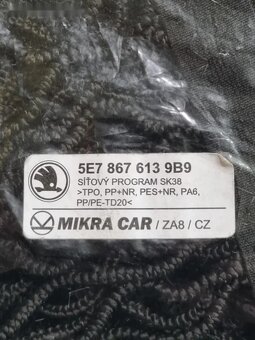 5E7 867 613 9B9
SÍŤOVÝ PROGRAM SK38
>TPO, PP+NR, PES+NR, PA6,
PP/PE-TD20<
MIKRA CAR / ZA8 / CZ